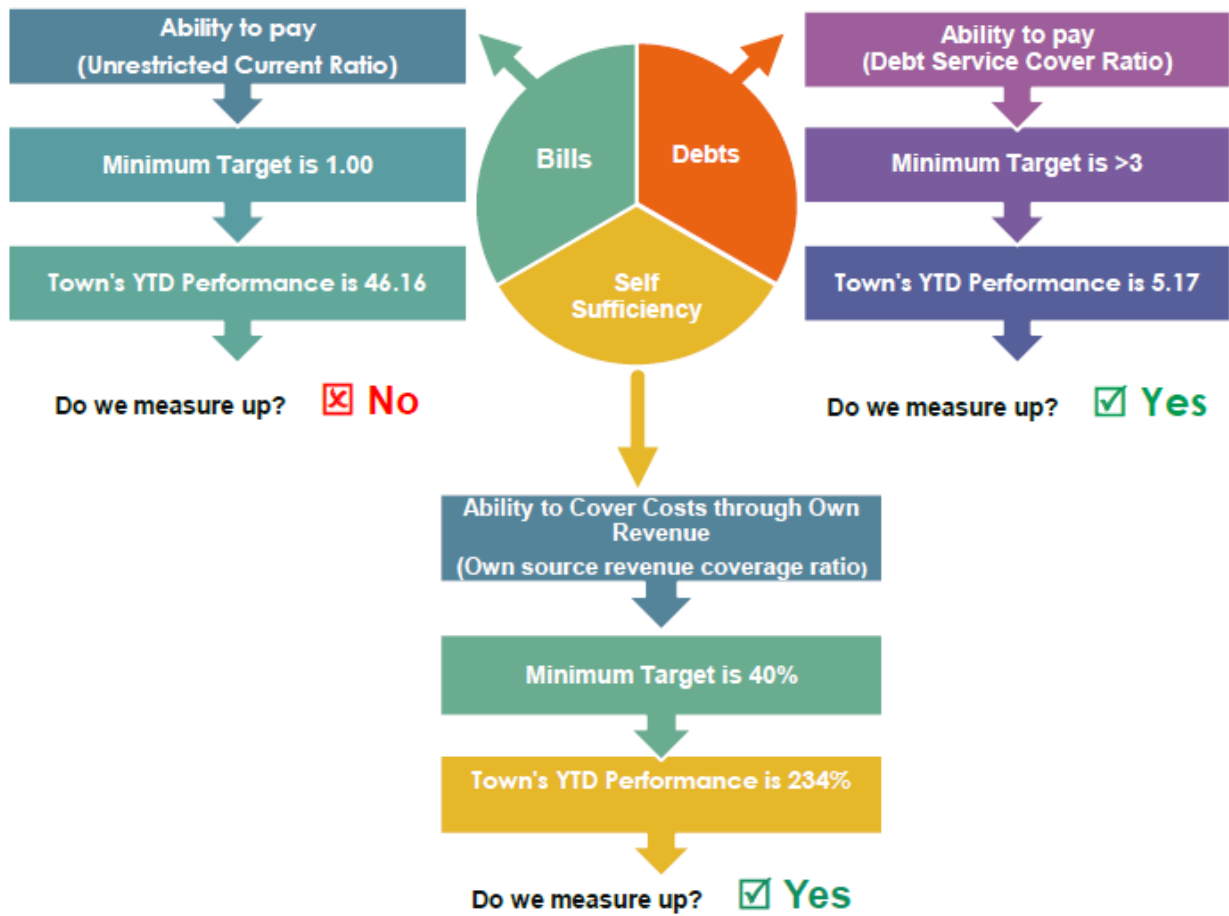 Ability to pay
(Unrestricted Current Ratio)
Minimum Target is 1.00
Town's YTD Performance is 46.16
Do we measure up? ☒ No
Bills
Debts
Self
Sufficiency
Ability to pay
(Debt Service Cover Ratio)
Minimum Target is >3
Town's YTD Performance is 5.17
Do we measure up? ☑ Yes
Ability to Cover Costs through Own
Revenue
(Own source revenue coverage ratio)
Minimum Target is 40%
Town's YTD Performance is 234%
Do we measure up? ☑ Yes